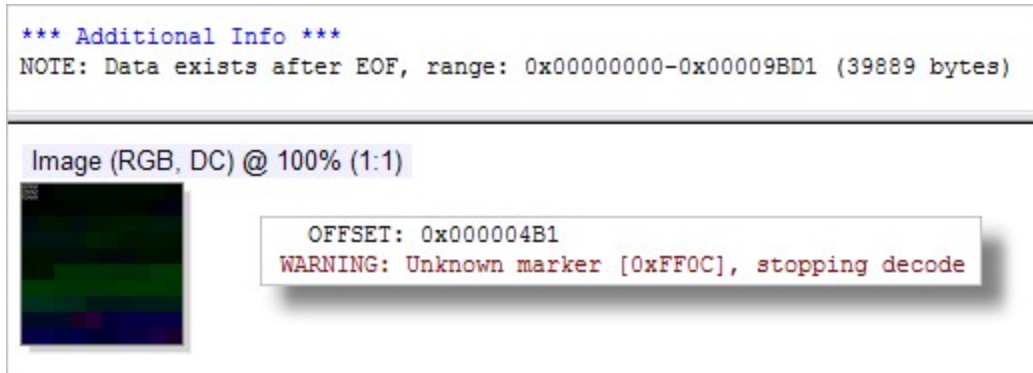 *** Additional Info ***
NOTE: Data exists after EOF, range: 0x00000000-0x00009BD1 (39889 bytes)
Image (RGB, DC) @ 100% (1:1)
OFFSET: 0x000004B1
WARNING: Unknown marker [0xFF0C], stopping decode